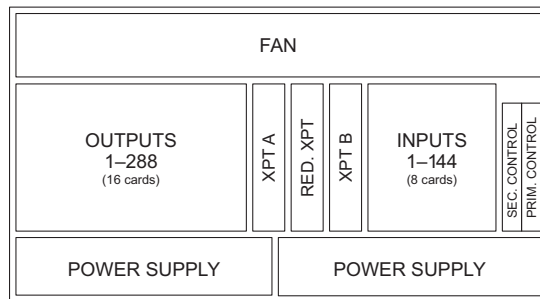 FAN
OUTPUTS
1–288
(16 cards)
XPT A
RED. XPT
XPT B
INPUTS
1–144
(8 cards)
SEC. CONTROL
PRIM. CONTROL
POWER SUPPLY
POWER SUPPLY